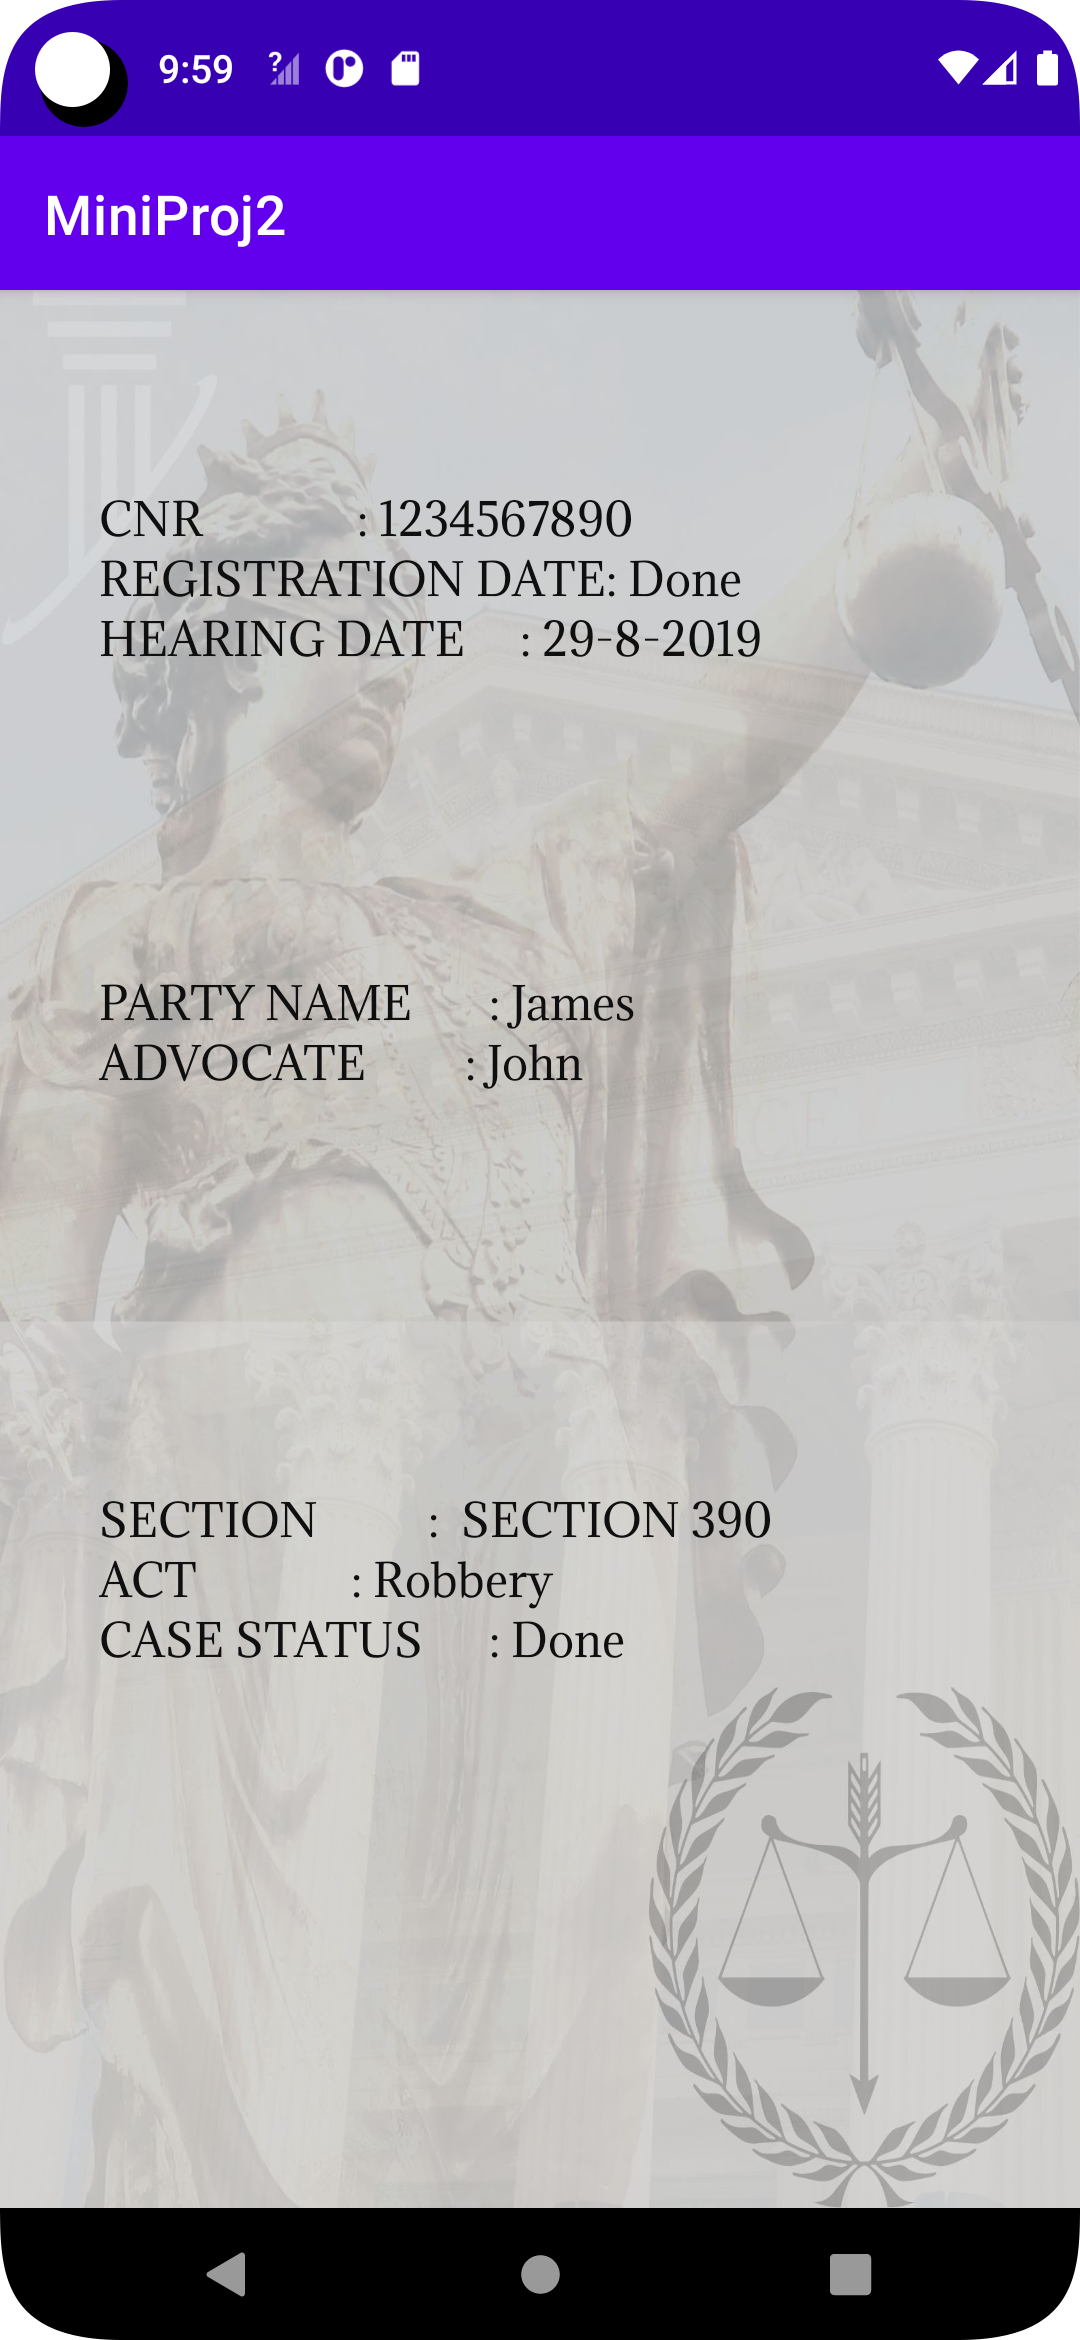 9:59
MiniProj2
CNR : 1234567890
REGISTRATION DATE: Done
HEARING DATE : 29-8-2019
PARTY NAME : James
ADVOCATE : John
SECTION : SECTION 390
ACT : Robbery
CASE STATUS : Done